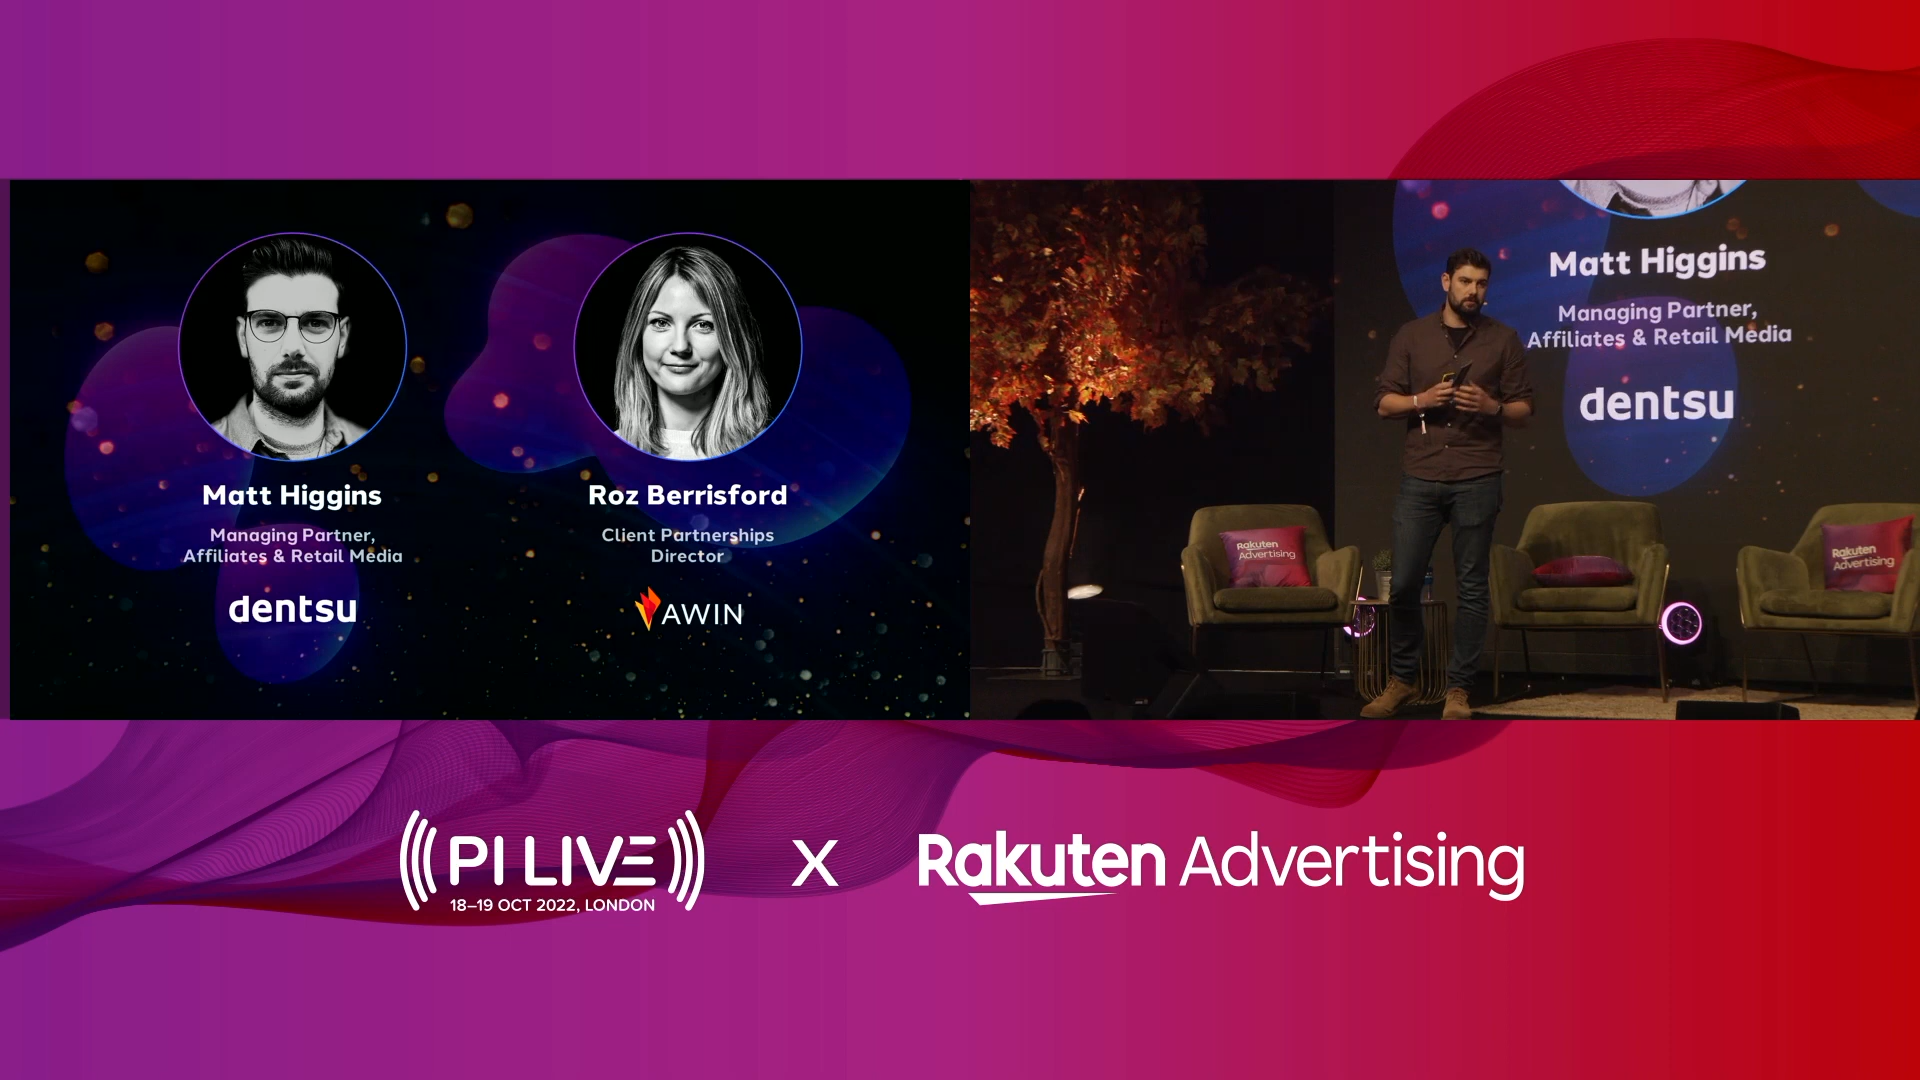 Matt Higgins
Managing Partner,
Affiliates & Retail Media
dentsu
Roz Berrisford
Client Partnerships
Director
AWIN
Matt Higgins
Managing Partner,
Affiliates & Retail Media
dentsu
Rakuten
Advertising
Rakuten
Advertising
PI LIVE
18–19 OCT 2022, LONDON
X
Rakuten Advertising